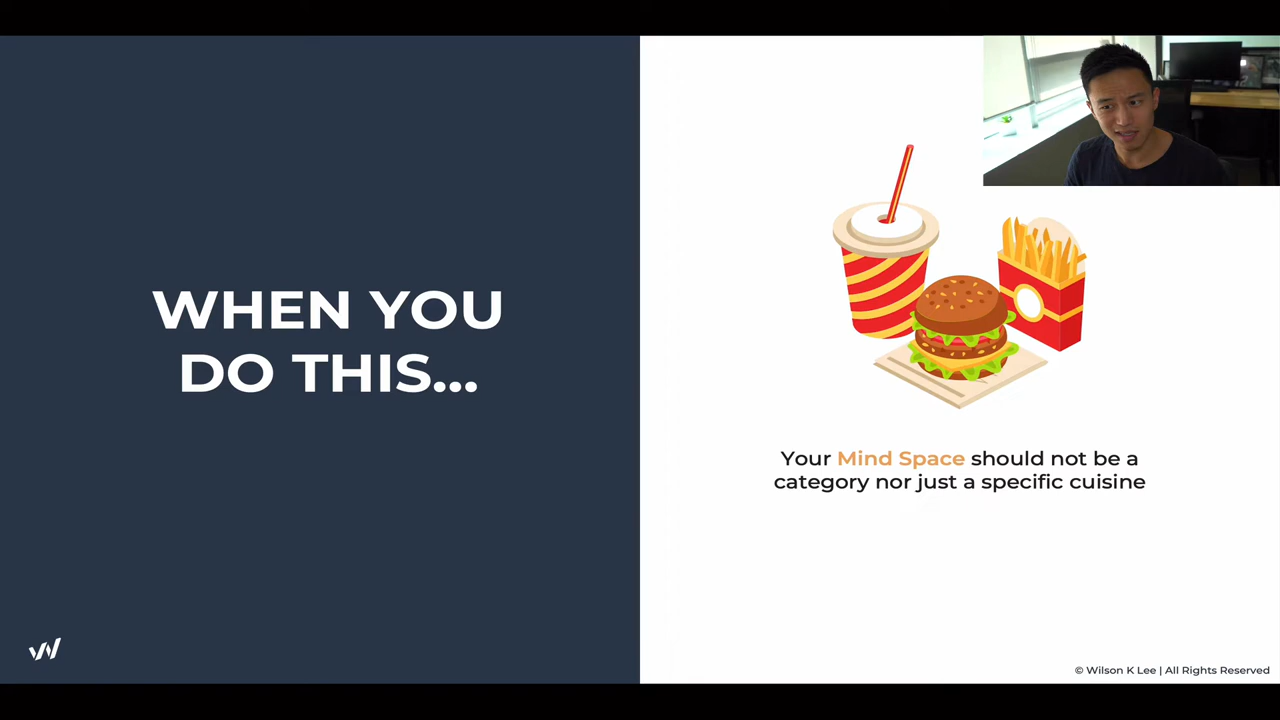 WHEN YOU
DO THIS...
Your Mind Space should not be a
category nor just a specific cuisine
© Wilson K Lee | All Rights Reserved